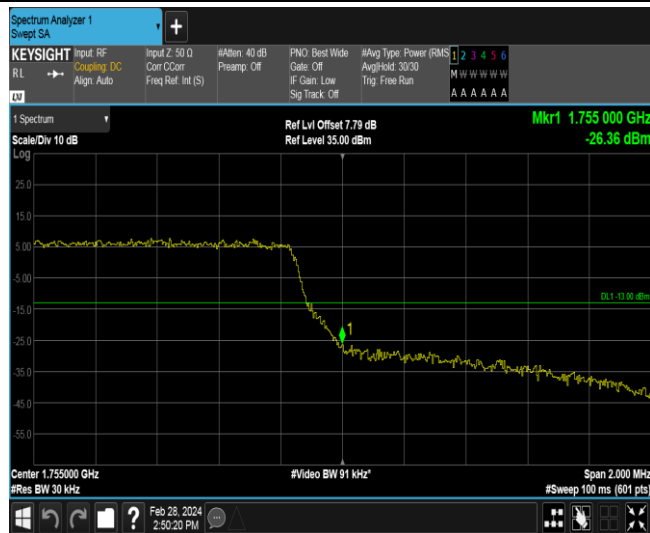 Spectrum Analyzer 1
Swept SA
+
KEYSIGHT
RL
LXI
Input: RF
Coupling: DC
Align: Auto
Input Z: 50 Ω
Corr CCorr
Freq Ref: Int (S)
#Atten: 40 dB
Preamp: Off
PNO: Best Wide
Gate: Off
IF Gain: Low
Sig Track: Off
#Avg Type: Power (RMS
Avg|Hold: 30/30
Trig: Free Run
1 2 3 4 5 6
M W W W W W
A A A A A A
1 Spectrum
Scale/Div 10 dB
Log
Ref Lvl Offset 7.79 dB
Ref Level 35.00 dBm
Mkr1 1.755 000 GHz
-26.36 dBm
25.0
15.0
5.00
-5.00
DL1 -13.00 dBm
-15.0
1
-25.0
-35.0
-45.0
-55.0
Center 1.755000 GHz
#Video BW 91 kHz*
Span 2.000 MHz
#Res BW 30 kHz
#Sweep 100 ms (601 pts)
?
Feb 28, 2024
2:50:20 PM